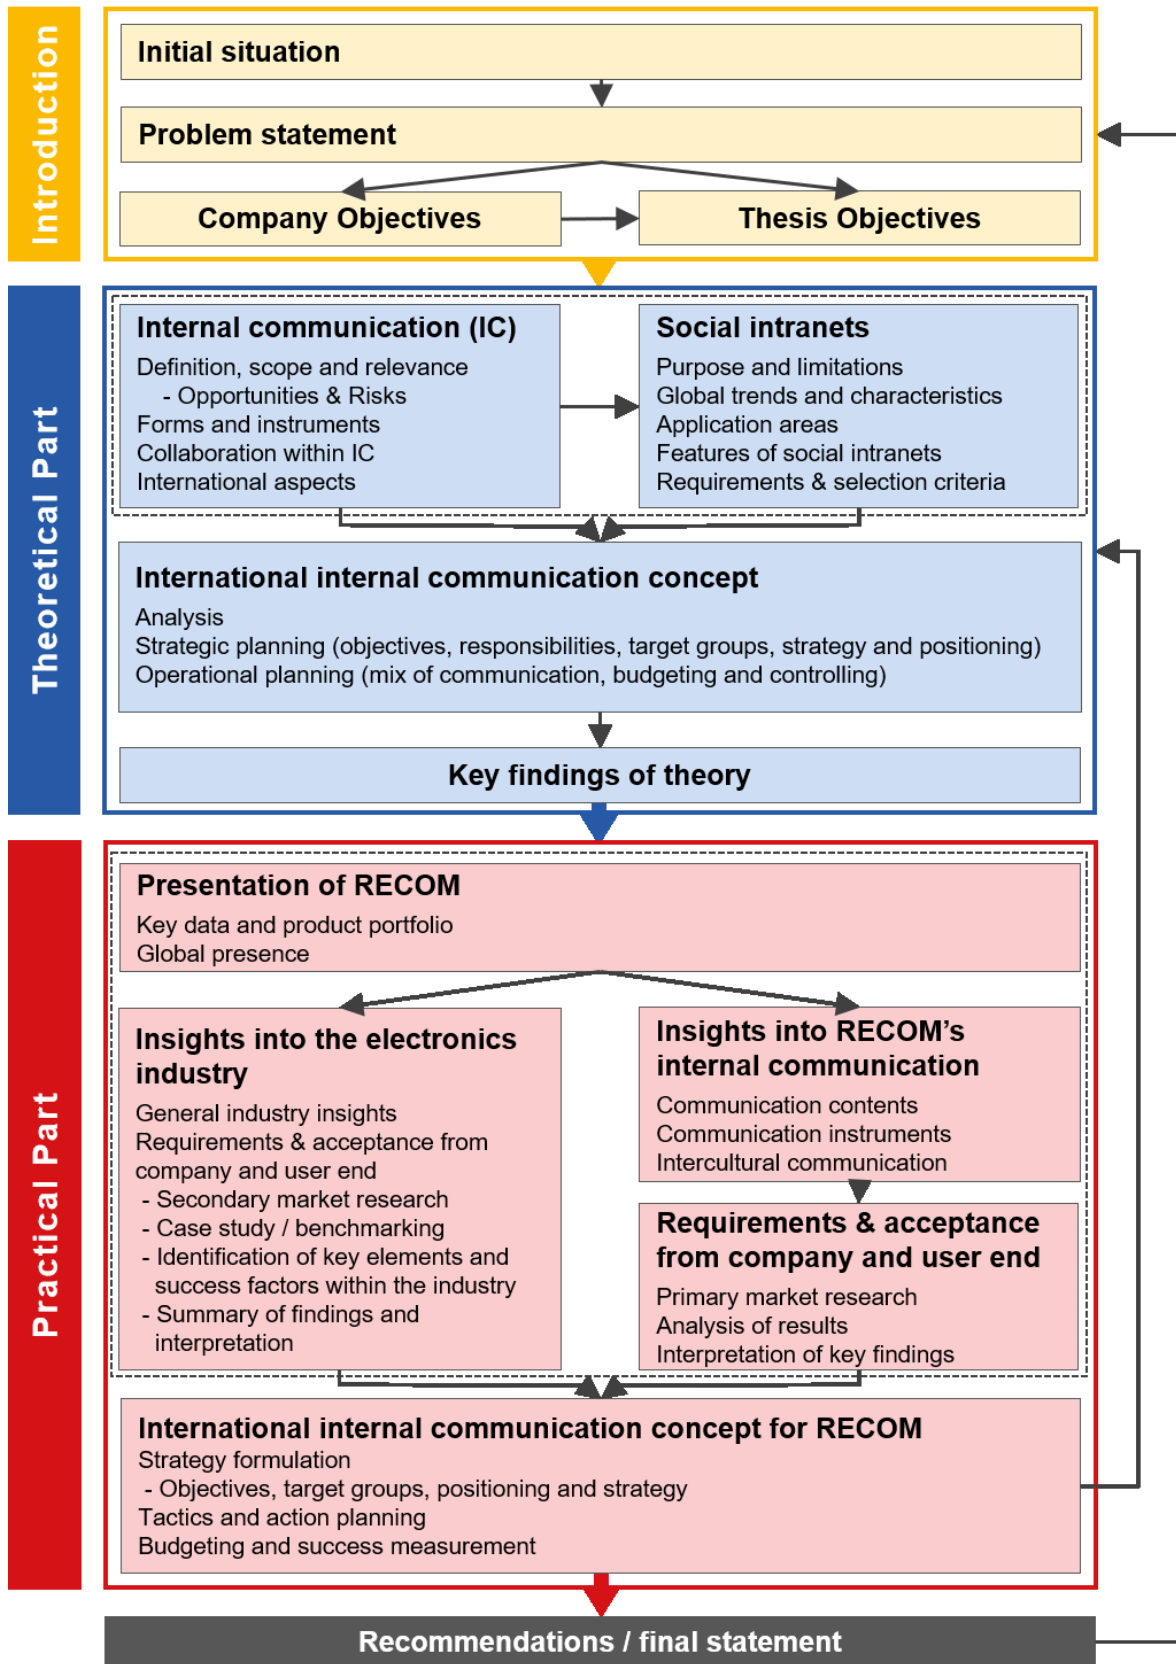 Introduction
Initial situation
Problem statement
Company Objectives
Thesis Objectives
Theoretical Part
Internal communication (IC)
Definition, scope and relevance
- Opportunities & Risks
Forms and instruments
Collaboration within IC
International aspects
Social intranets
Purpose and limitations
Global trends and characteristics
Application areas
Features of social intranets
Requirements & selection criteria
International internal communication concept
Analysis
Strategic planning (objectives, responsibilities, target groups, strategy and positioning)
Operational planning (mix of communication, budgeting and controlling)
Key findings of theory
Practical Part
Presentation of RECOM
Key data and product portfolio
Global presence
Insights into the electronics
industry
General industry insights
Requirements & acceptance from
company and user end
- Secondary market research
- Case study / benchmarking
- Identification of key elements and
success factors within the industry
- Summary of findings and
interpretation
Insights into RECOM’s
internal communication
Communication contents
Communication instruments
Intercultural communication
Requirements & acceptance
from company and user end
Primary market research
Analysis of results
Interpretation of key findings
International internal communication concept for RECOM
Strategy formulation
- Objectives, target groups, positioning and strategy
Tactics and action planning
Budgeting and success measurement
Recommendations / final statement